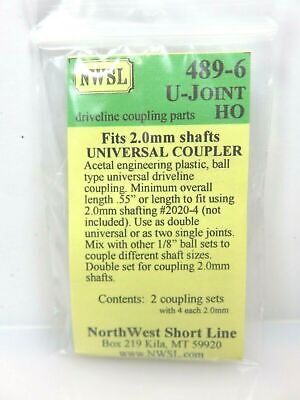 NWSL
489-6
U-JOINT
driveline coupling parts HO
Fits 2.0mm shafts
UNIVERSAL COUPLER
Acetal engineering plastic, ball
type universal driveline
coupling. Minimum overall
length .55" or length to fit using
2.0mm shafting #2020-4 (not
included). Use as double
universal or as two single joints.
Mix with other 1/8" ball sets to
couple different shaft sizes.
Double set for coupling 2.0mm
shafts.
Contents: 2 coupling sets
with 4 each 2.0mm
NorthWest Short Line
Box 219 Kila, MT 59920
www.NWSL.com